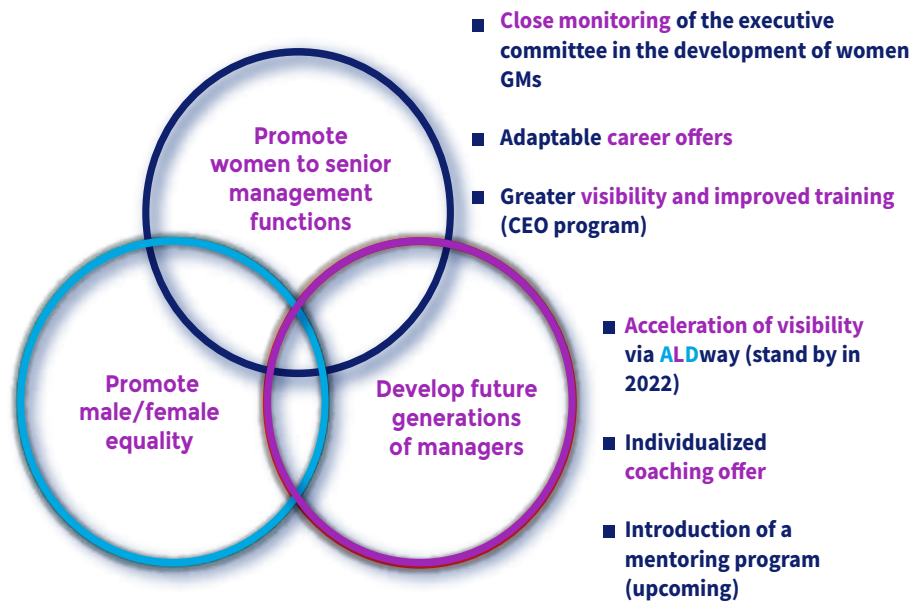 Close monitoring of the executive
committee in the development of women
GMs
Adaptable career offers
Greater visibility and improved training
(CEO program)
Promote
women to senior
management
functions
Promote
male/female
equality
Develop future
generations
of managers
Acceleration of visibility
via ALDway (stand by in
2022)
Individualized
coaching offer
Introduction of a
mentoring program
(upcoming)